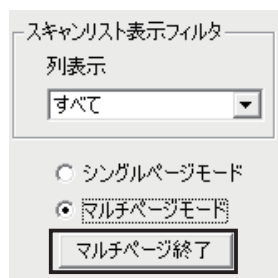 スキャンリスト表示フィルタ
列表示
すべて
シングルページモード
マルチページモード
マルチページ終了